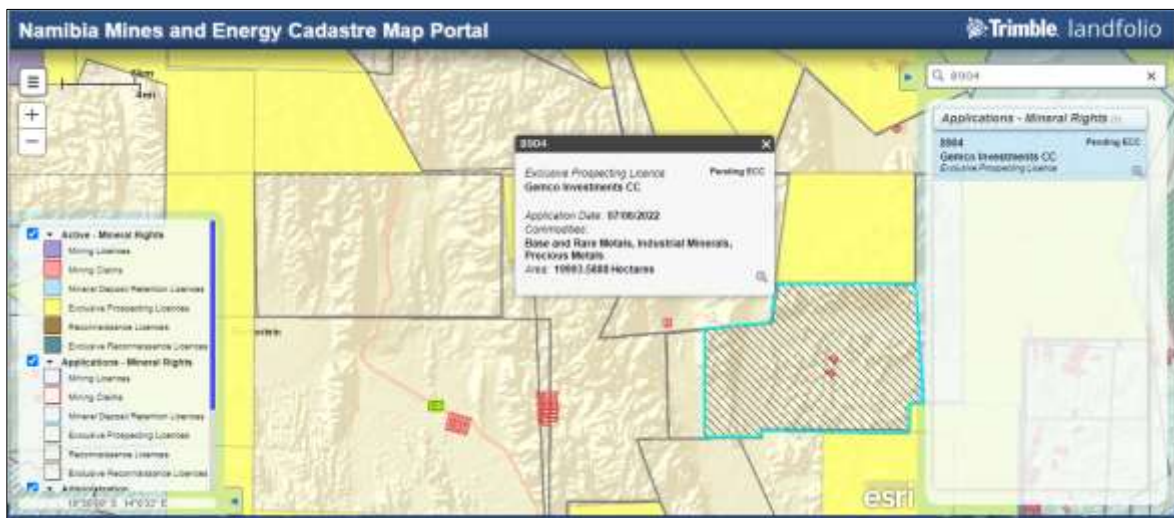 Namibia Mines and Energy Cadastre Map Portal
Trimble. landfolio
4mi
8904
Applications - Mineral Rights
8904 Pending ECC
Gemco Investments CC
Exclusive Prospecting Licence
8904
Exclusive Prospecting Licence Pending ECC
Gemco Investments CC
Application Date: 07/06/2022
Commodities:
Base and Rare Metals, Industrial Minerals,
Precious Metals
Area: 19993.5888 Hectares
Active - Mineral Rights
Mining Licences
Mining Claims
Mineral Deposit Retention Licences
Exclusive Prospecting Licences
Reconnaissance Licences
Exclusive Reconnaissance Licences
Applications - Mineral Rights
Mining Licences
Mining Claims
Mineral Deposit Retention Licences
Exclusive Prospecting Licences
Reconnaissance Licences
Exclusive Reconnaissance Licences
Administration
esri